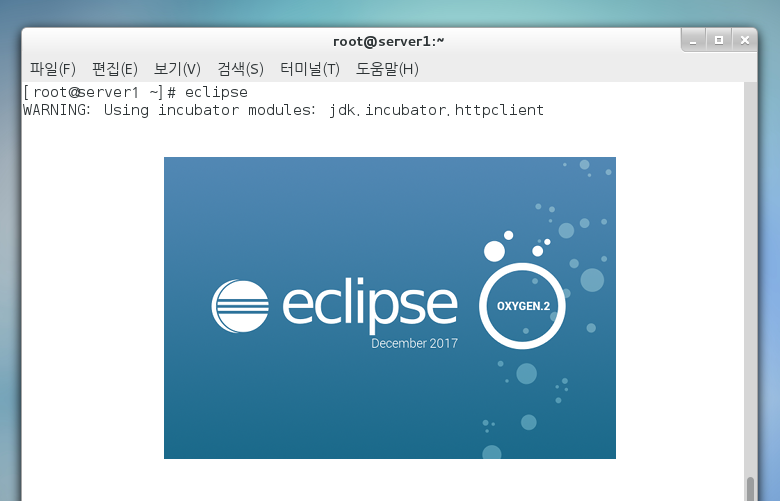 root@server1:~
파일(F) 편집(E) 보기(V) 검색(S) 터미널(T) 도움말(H)
[root@server1 ~]# eclipse
WARNING: Using incubator modules: jdk.incubator.httpclient
eclipse
OXYGEN.2
December 2017